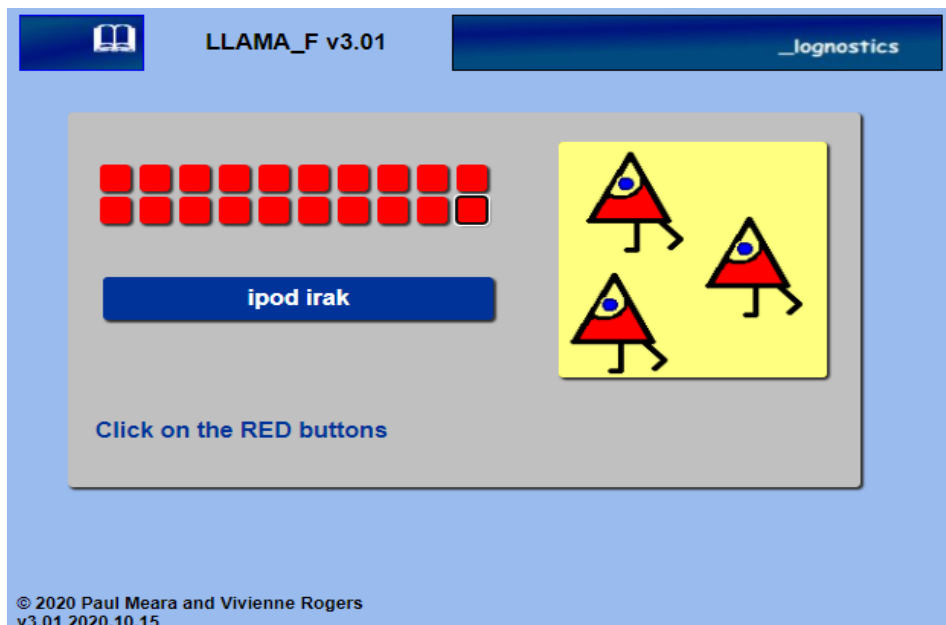 LLAMA_F v3.01
_lognostics
ipod irak
Click on the RED buttons
© 2020 Paul Meara and Vivienne Rogers
v3.01 2020.10.15